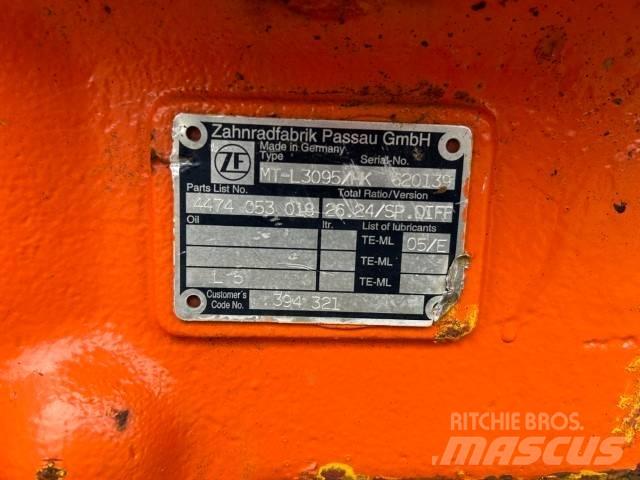 Zahnradfabrik Passau GmbH
ZF
Made in Germany
Type Serial-No.
MT-L3095/HK 620139
Parts List No. Total Ratio/Version
4474 053 019 26.24/SP.DIFF
Oil ltr. List of lubricants
TE-ML 05/E
TE-ML
L 5 TE-ML
Customer's
Code No. 394 321
RITCHIE BROS.
MASCUS